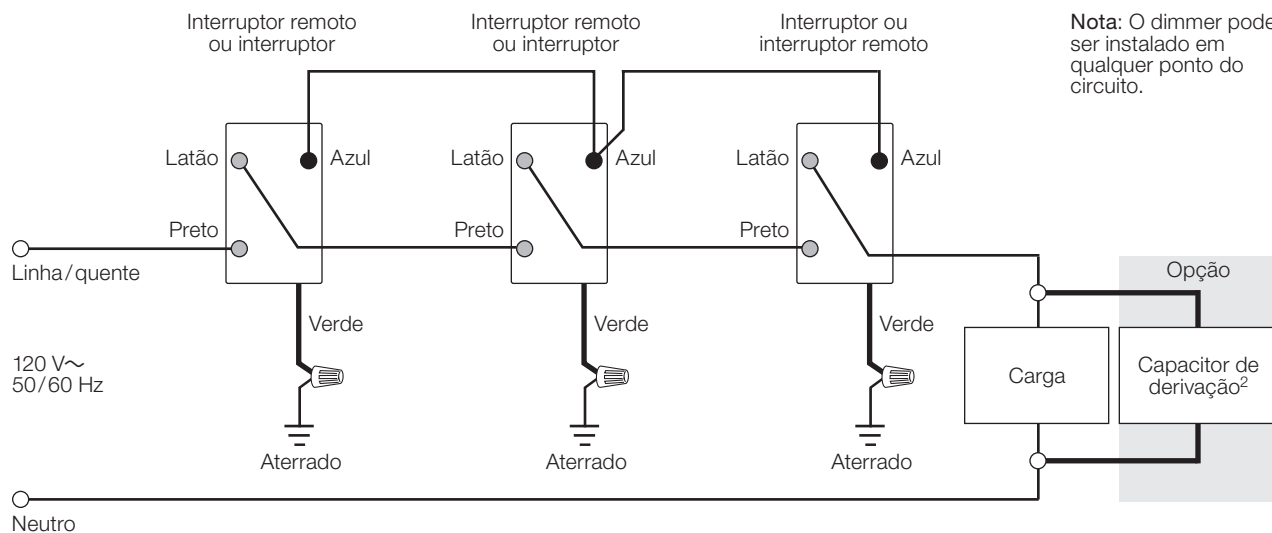 Interruptor remoto
ou interruptor
Interruptor remoto
ou interruptor
Interruptor ou
interruptor remoto
Nota: O dimmer pode
ser instalado em
qualquer ponto do
circuito.
Latão
Azul
Latão
Azul
Latão
Azul
Preto
Preto
Preto
Linha/quente
Opção
Verde
Verde
Verde
120 V~
50/60 Hz
Carga
Capacitor de
derivação²
Aterrado
Aterrado
Aterrado
Neutro